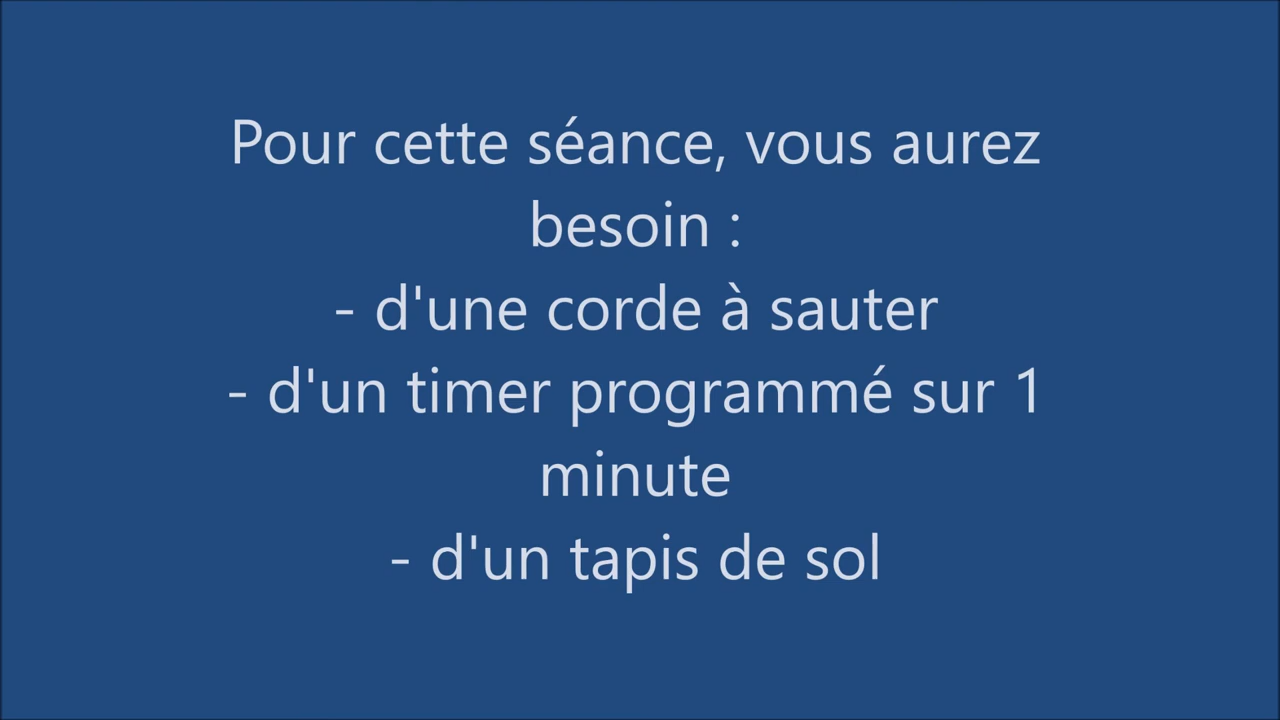 Pour cette séance, vous aurez
besoin :
- d'une corde à sauter
- d'un timer programmé sur 1
minute
- d'un tapis de sol